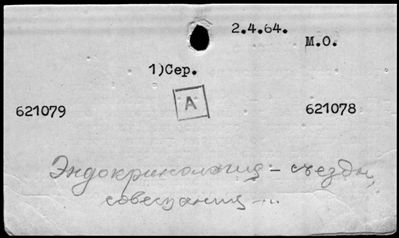 2.4.64.
М.О.
1)Сер.
А
621079 621078
Эндокринология – съезды,
совещания...